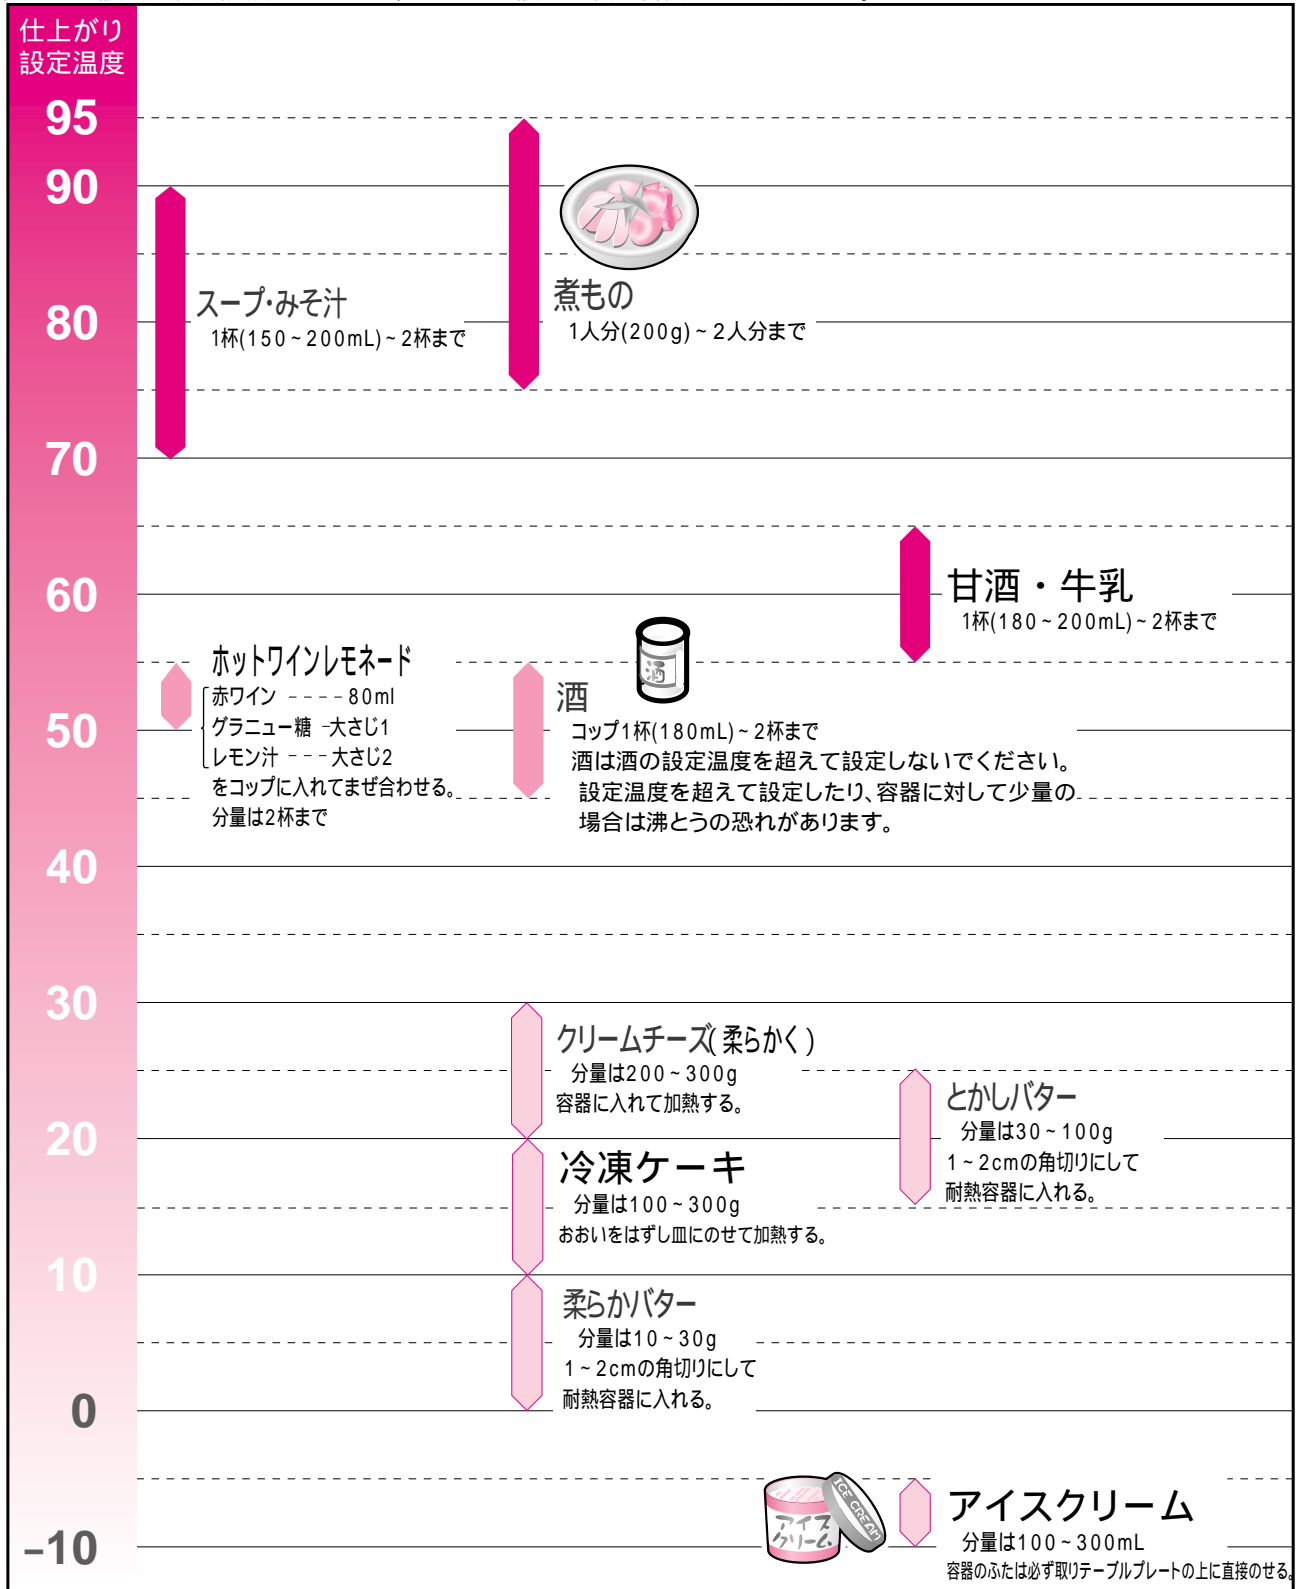 仕上がり
設定温度
95
90
スープ・みそ汁
1杯(150~200mL)~2杯まで
煮もの
1人分(200g)~2人分まで
80
70
甘酒・牛乳
1杯(180~200mL)~2杯まで
60
ホットワインレモネード
赤ワイン ----80ml
グラニュー糖 -大さじ1
レモン汁 ---大さじ2
をコップに入れてまぜ合わせる。
分量は2杯まで
酒
酒
コップ1杯(180mL)~2杯まで
酒は酒の設定温度を超えて設定しないでください。
設定温度を超えて設定したり、容器に対して少量の
場合は沸とうの恐れがあります。
50
40
30
クリームチーズ(柔らかく)
分量は200~300g
容器に入れて加熱する。
とかしバター
分量は30~100g
1~2cmの角切りにして
耐熱容器に入れる。
20
冷凍ケーキ
分量は100~300g
おおいをはずし皿にのせて加熱する。
10
柔らかバター
分量は10~30g
1~2cmの角切りにして
耐熱容器に入れる。
0
アイス
クリーム
ICE CREAM
アイスクリーム
分量は100~300mL
容器のふたは必ず取りテーブルプレートの上に直接のせる。
-10